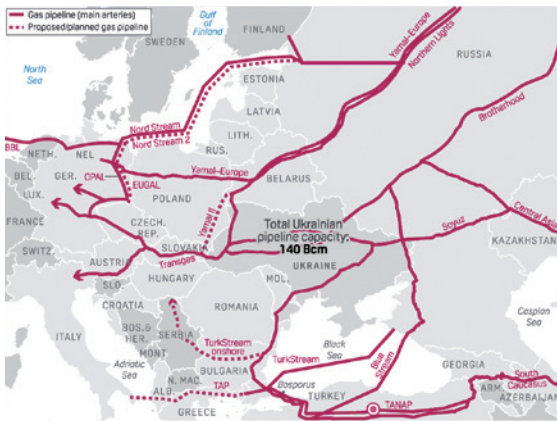 Gas pipeline (main arteries)
Proposed/planned gas pipeline
Gulf
of
Finland
FINLAND
SWEDEN
North
Sea
ESTONIA
RUSSIA
Yamal–Europe
Northern Lights
LATVIA
Nord Stream
Nord Stream 2
LITH.
RUS.
Brotherhood
BBL
NETH.
NEL
BEL.
GER.
OPAL
Yamal–Europe
BELARUS
LUX.
EUGAL
POLAND
Yamal II
Total Ukrainian
pipeline capacity:
140 Bcm
Soyuz
Central Asia
FRANCE
CZECH.
REP.
SLOVAKIA
UKRAINE
KAZAKHSTAN
SWITZ.
AUSTRIA
Transgas
HUNGARY
MOL.
SLO.
CROATIA
ROMANIA
ITALY
BOS.&
HER.
SERBIA
TurkStream
onshore
Black
Sea
Caspian
Sea
Adriatic
Sea
MONT.
BULGARIA
TurkStream
Blue
Stream
GEORGIA
N. MAC.
Bosporus
ALB.
TAP
South
Caucasus
ARM.
AZERBAIJAN
GREECE
TURKEY
TANAP